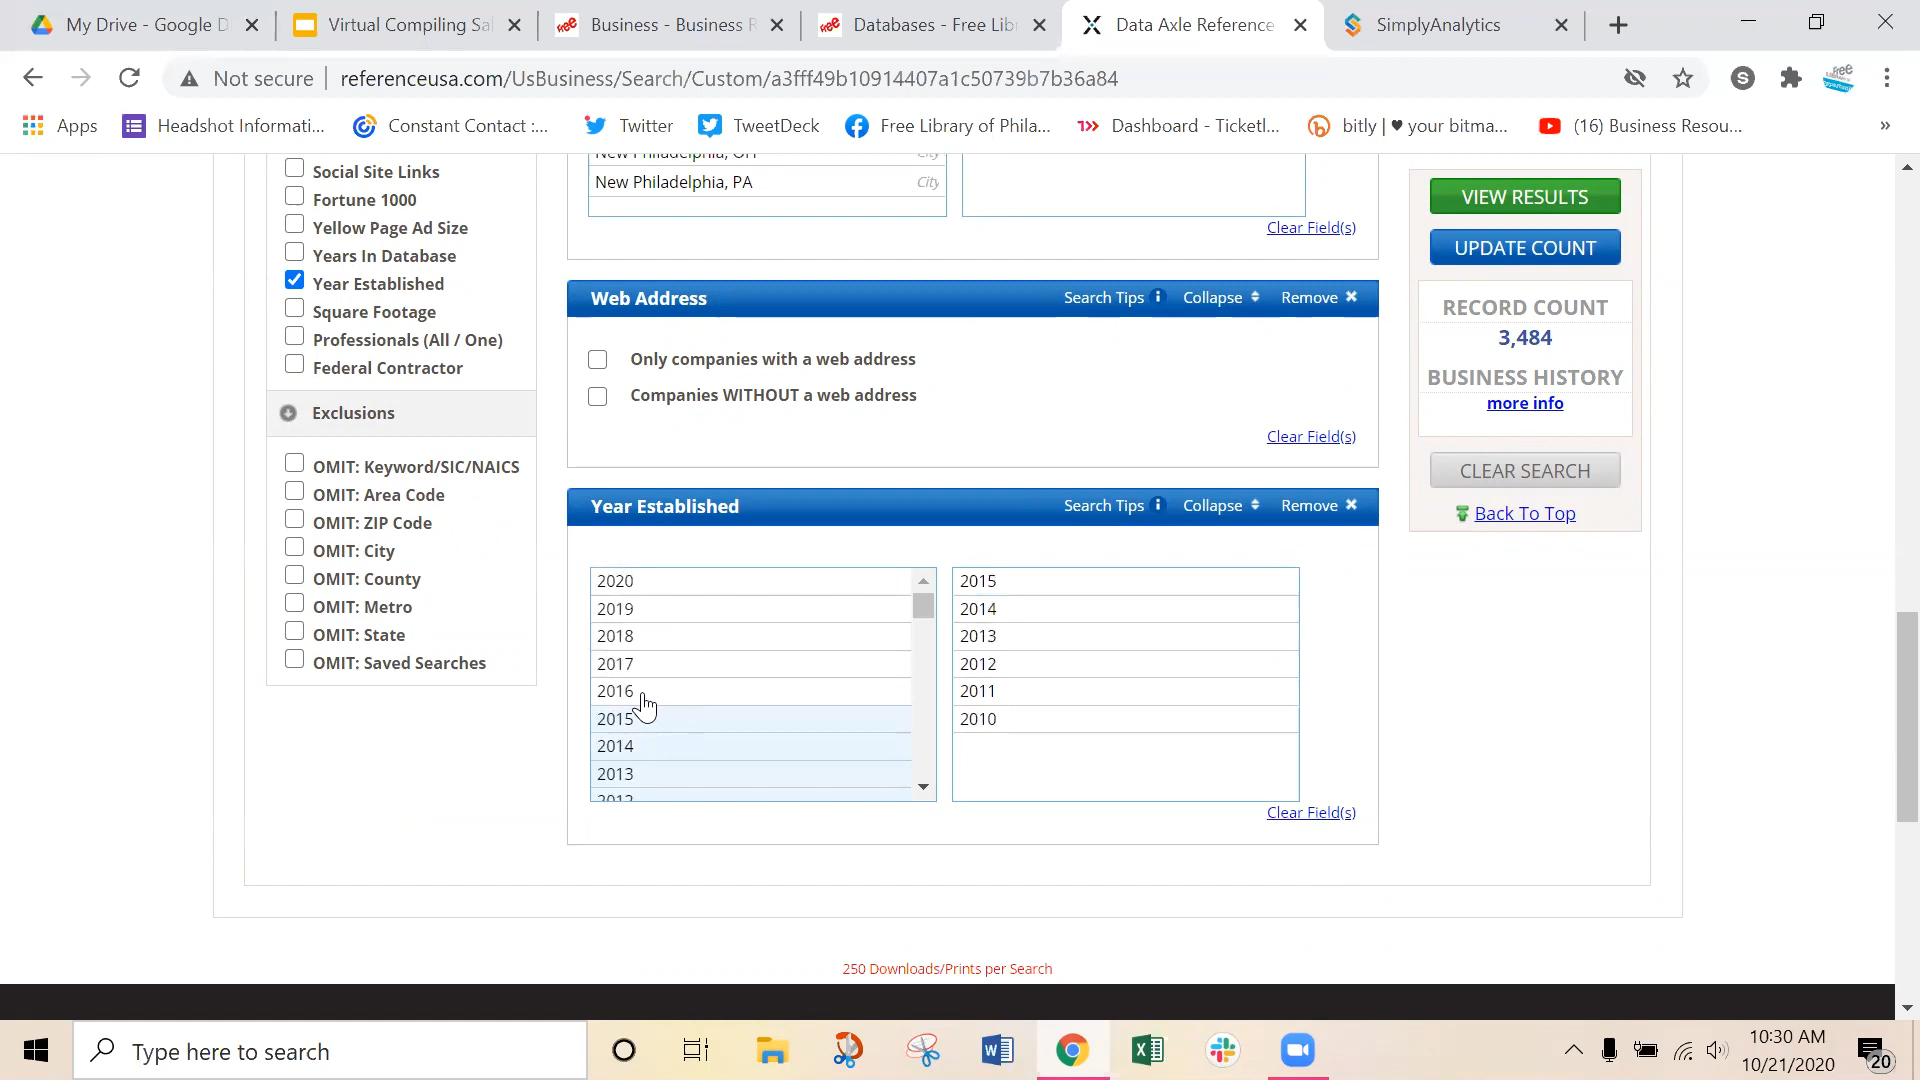 My Drive - Google D
Virtual Compiling Sal
Business - Business R
Databases - Free Libr
Data Axle Reference
SimplyAnalytics
Not secure
referenceusa.com/UsBusiness/Search/Custom/a3fff49b10914407a1c50739b7b36a84
S
Apps
Headshot Informati...
Constant Contact :...
Twitter
TweetDeck
Free Library of Phila...
Dashboard - Ticketl...
bitly | ♥ your bitma...
(16) Business Resou...
»
Social Site Links
Fortune 1000
Yellow Page Ad Size
Years In Database
Year Established
Square Footage
Professionals (All / One)
Federal Contractor
Exclusions
OMIT: Keyword/SIC/NAICS
OMIT: Area Code
OMIT: ZIP Code
OMIT: City
OMIT: County
OMIT: Metro
OMIT: State
OMIT: Saved Searches
New Philadelphia, OH City
New Philadelphia, PA City
Clear Field(s)
Web Address Search Tips Collapse Remove
Only companies with a web address
Companies WITHOUT a web address
Clear Field(s)
Year Established Search Tips Collapse Remove
2020
2019
2018
2017
2016
2015
2014
2013
2012
2015
2014
2013
2012
2011
2010
Clear Field(s)
VIEW RESULTS
UPDATE COUNT
RECORD COUNT
3,484
BUSINESS HISTORY
more info
CLEAR SEARCH
Back To Top
250 Downloads/Prints per Search
Type here to search
10:30 AM
10/21/2020
20